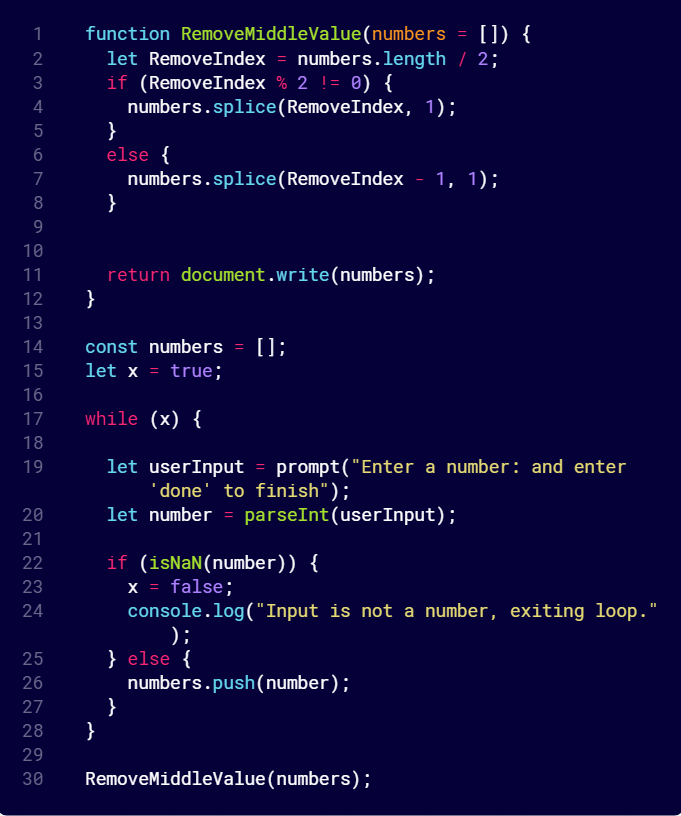 1 function RemoveMiddleValue(numbers = []) {
2 let RemoveIndex = numbers.length / 2;
3 if (RemoveIndex % 2 != 0) {
4 numbers.splice(RemoveIndex, 1);
5 }
6 else {
7 numbers.splice(RemoveIndex - 1, 1);
8 }
9
10
11 return document.write(numbers);
12 }
13
14 const numbers = [];
15 let x = true;
16
17 while (x) {
18
19 let userInput = prompt("Enter a number: and enter
'done' to finish");
20 let number = parseInt(userInput);
21
22 if (isNaN(number)) {
23 x = false;
24 console.log("Input is not a number, exiting loop."
);
25 } else {
26 numbers.push(number);
27 }
28 }
29
30 RemoveMiddleValue(numbers);